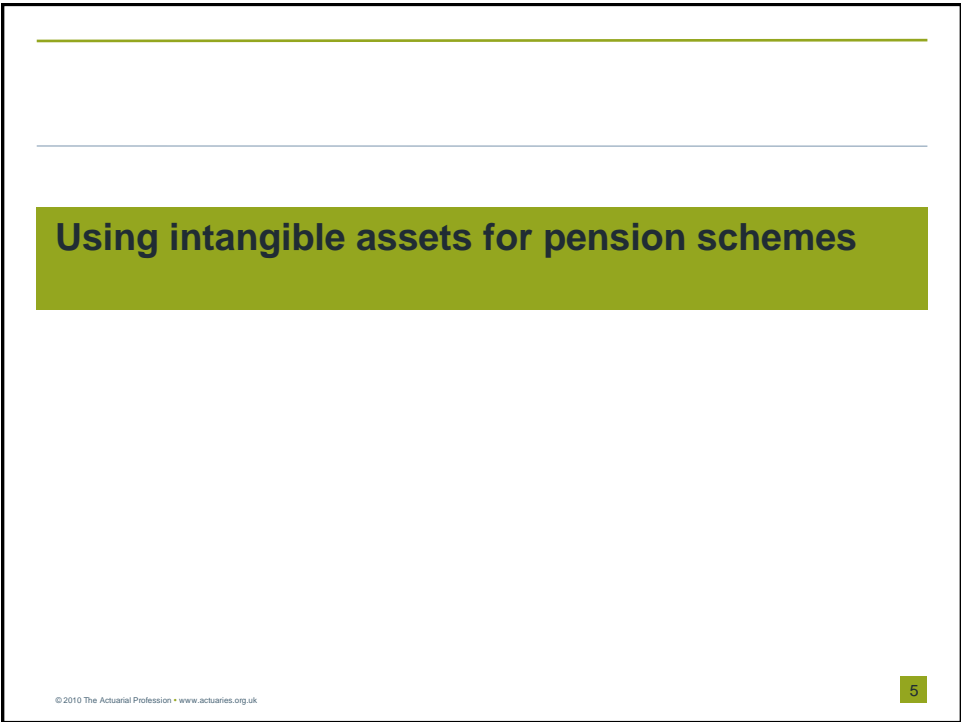 Using intangible assets for pension schemes
© 2010 The Actuarial Profession • www.actuaries.org.uk
5